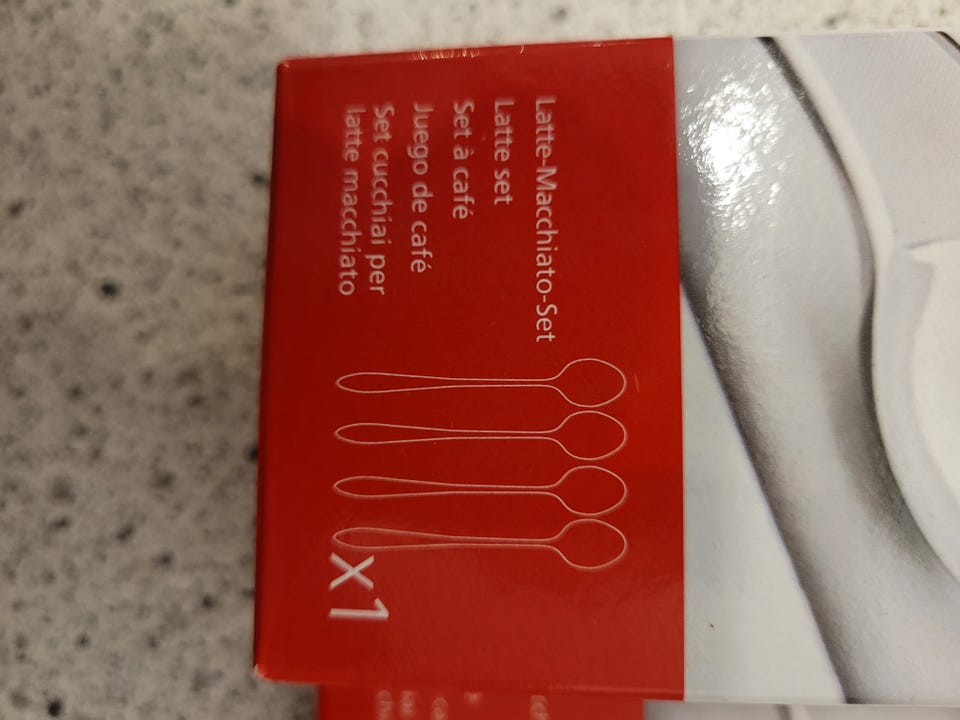 Latte-Macchiato-Set
Latte set
Set à café
Juego de café
Set cucchiai per
latte macchiato
x1